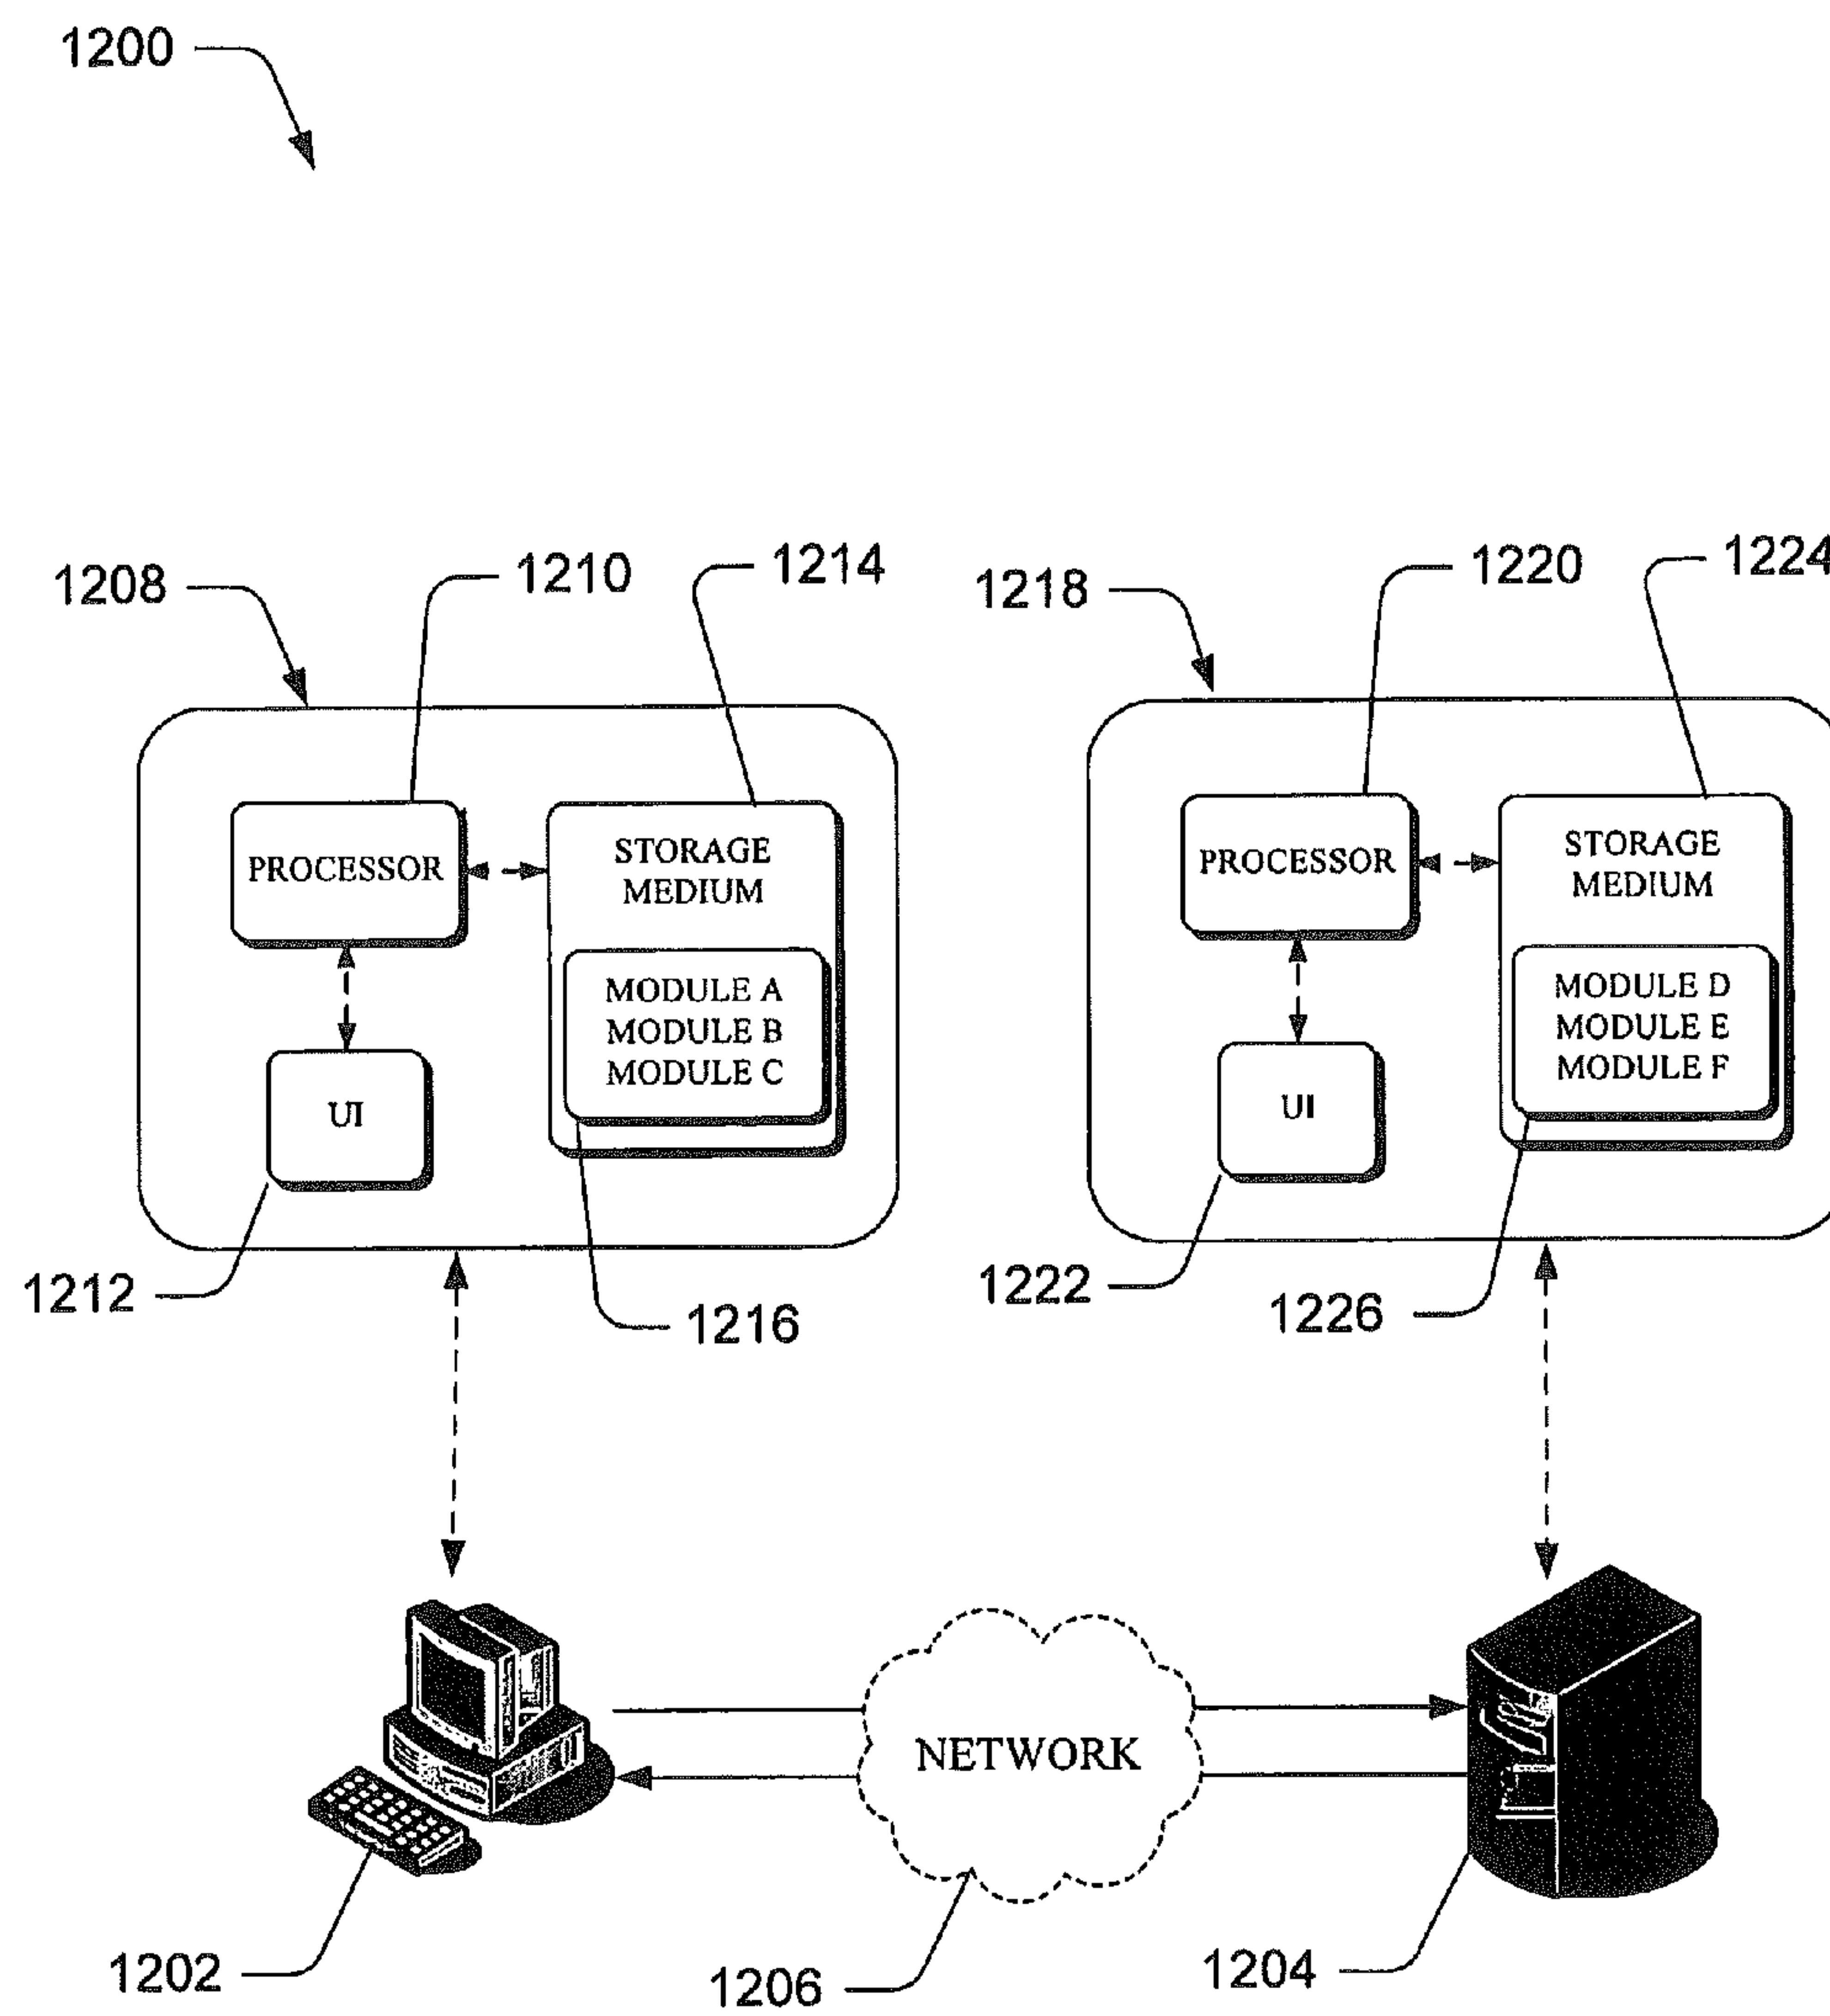 1200
1208
1210
1214
1218
1220
1224
PROCESSOR
STORAGE
MEDIUM
MODULE A
MODULE B
MODULE C
UI
PROCESSOR
STORAGE
MEDIUM
MODULE D
MODULE E
MODULE F
UI
1212
1216
1222
1226
NETWORK
1202
1206
1204